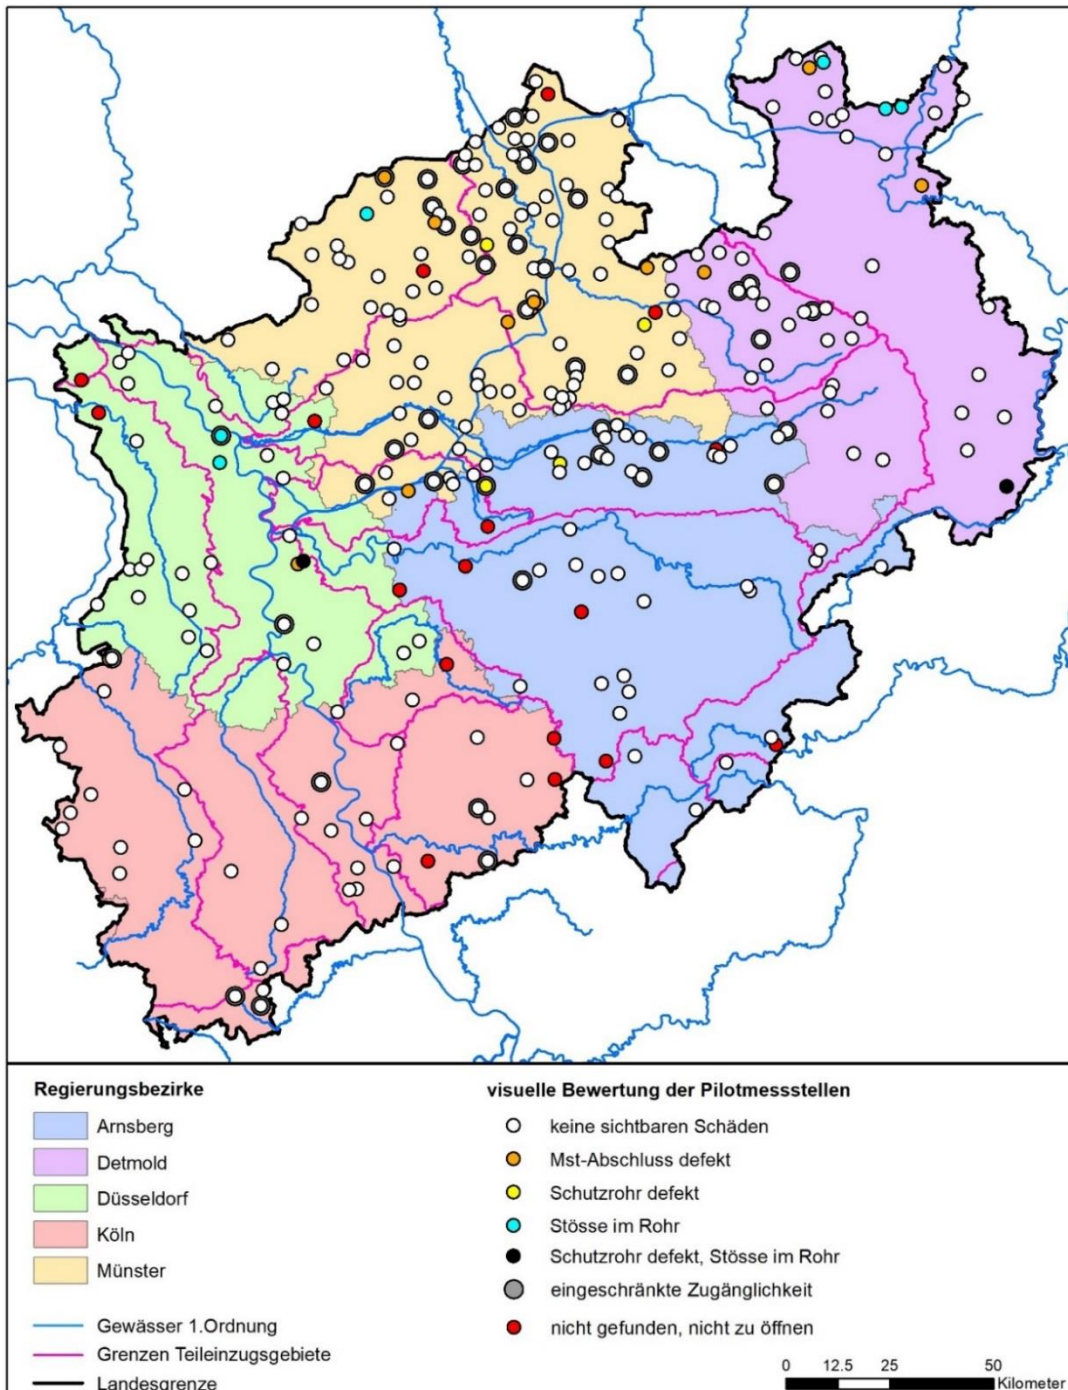 Regierungsbezirke
Arnsberg
Detmold
Düsseldorf
Köln
Münster
Gewässer 1.Ordnung
Grenzen Teileinzugsgebiete
Landesgrenze
visuelle Bewertung der Pilotmessstellen
keine sichtbaren Schäden
Mst-Abschluss defekt
Schutzrohr defekt
Stösse im Rohr
Schutzrohr defekt, Stösse im Rohr
eingeschränkte Zugänglichkeit
nicht gefunden, nicht zu öffnen
0 12.5 25 50
Kilometer